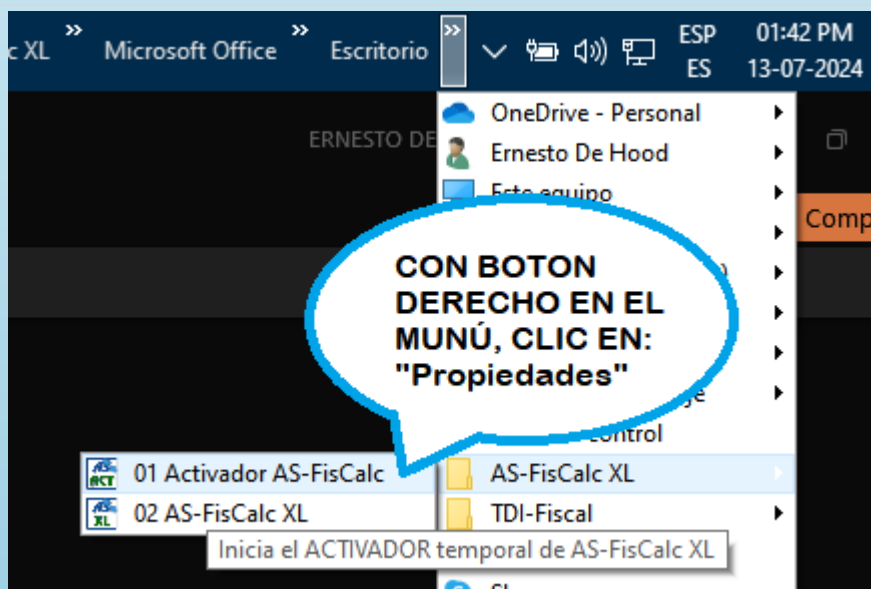 c XL » Microsoft Office » Escritorio » ESP 01:42 PM
ES 13-07-2024
OneDrive - Personal
ERNESTO DE
Ernesto De Hood
Este equipo
Comp
CON BOTON
DERECHO EN EL
MUNÚ, CLIC EN:
"Propiedades"
je
control
01 Activador AS-FisCalc
AS-FisCalc XL
02 AS-FisCalc XL
TDI-Fiscal
Inicia el ACTIVADOR temporal de AS-FisCalc XL